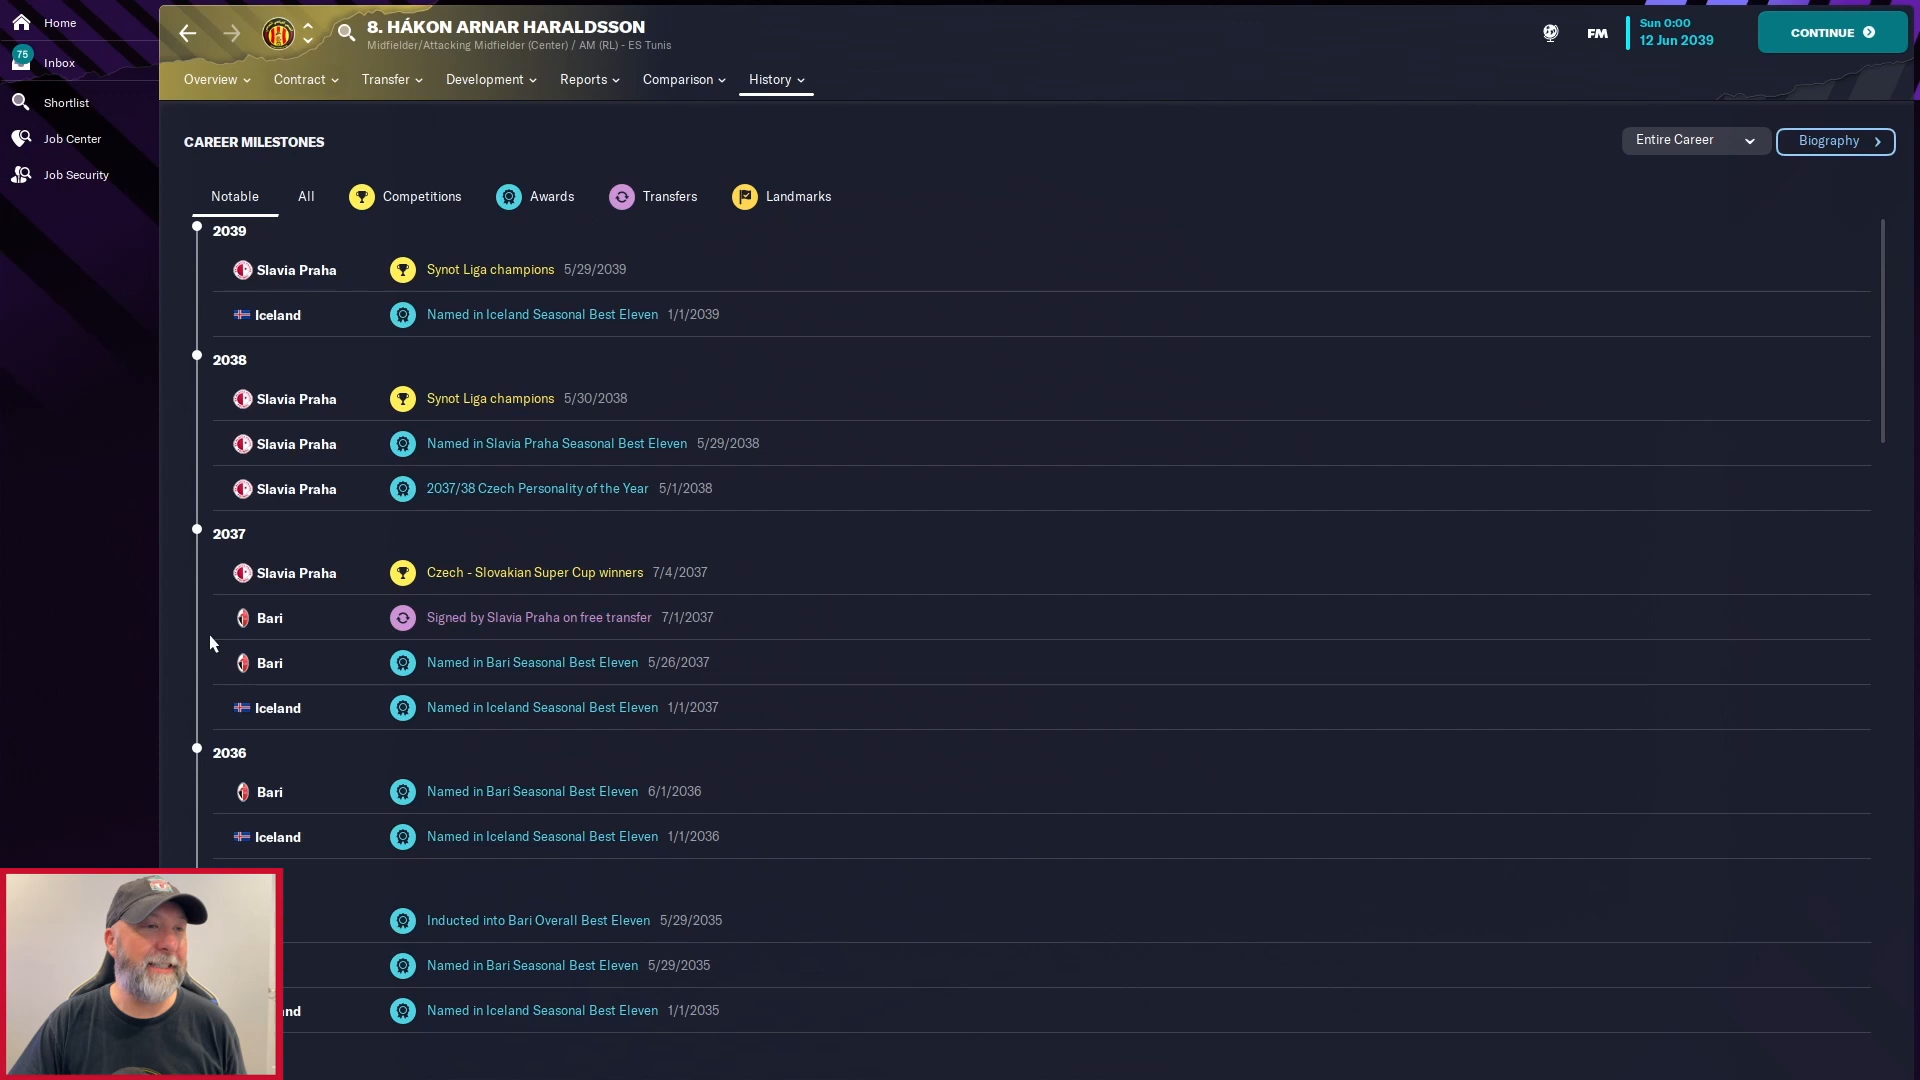 Home
75
Inbox
Shortlist
Job Center
Job Security
8. HÁKON ARNAR HARALDSSON
Midfielder/Attacking Midfielder (Center) / AM (RL) - ES Tunis
FM
Sun 0:00
12 Jun 2039
CONTINUE
Overview
Contract
Transfer
Development
Reports
Comparison
History
CAREER MILESTONES
Entire Career
Biography
Notable
All
Competitions
Awards
Transfers
Landmarks
2039
Slavia Praha Synot Liga champions 5/29/2039
Iceland Named in Iceland Seasonal Best Eleven 1/1/2039
2038
Slavia Praha Synot Liga champions 5/30/2038
Slavia Praha Named in Slavia Praha Seasonal Best Eleven 5/29/2038
Slavia Praha 2037/38 Czech Personality of the Year 5/1/2038
2037
Slavia Praha Czech - Slovakian Super Cup winners 7/4/2037
Bari Signed by Slavia Praha on free transfer 7/1/2037
Bari Named in Bari Seasonal Best Eleven 5/26/2037
Iceland Named in Iceland Seasonal Best Eleven 1/1/2037
2036
Bari Named in Bari Seasonal Best Eleven 6/1/2036
Iceland Named in Iceland Seasonal Best Eleven 1/1/2036
Inducted into Bari Overall Best Eleven 5/29/2035
Named in Bari Seasonal Best Eleven 5/29/2035
nd Named in Iceland Seasonal Best Eleven 1/1/2035